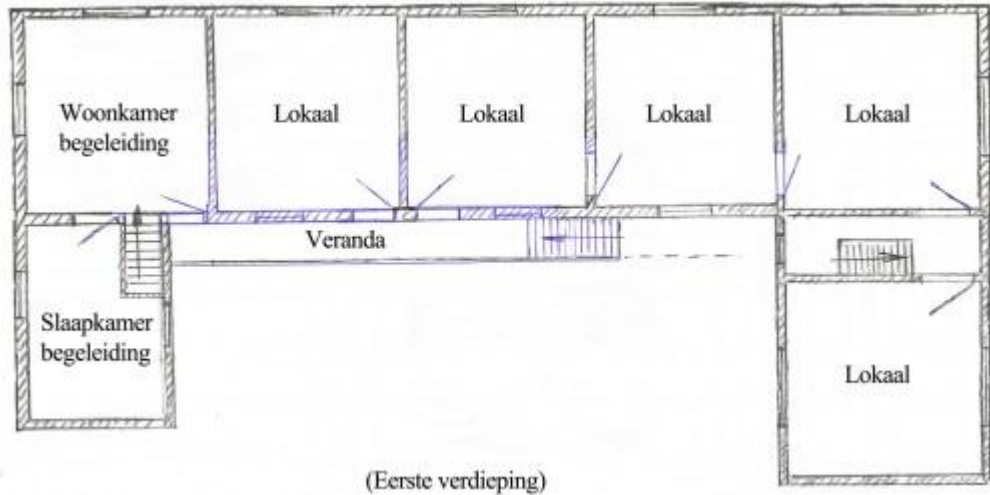 Woonkamer
begeleiding
Lokaal
Lokaal
Lokaal
Lokaal
Veranda
Slaapkamer
begeleiding
Lokaal
(Eerste verdieping)